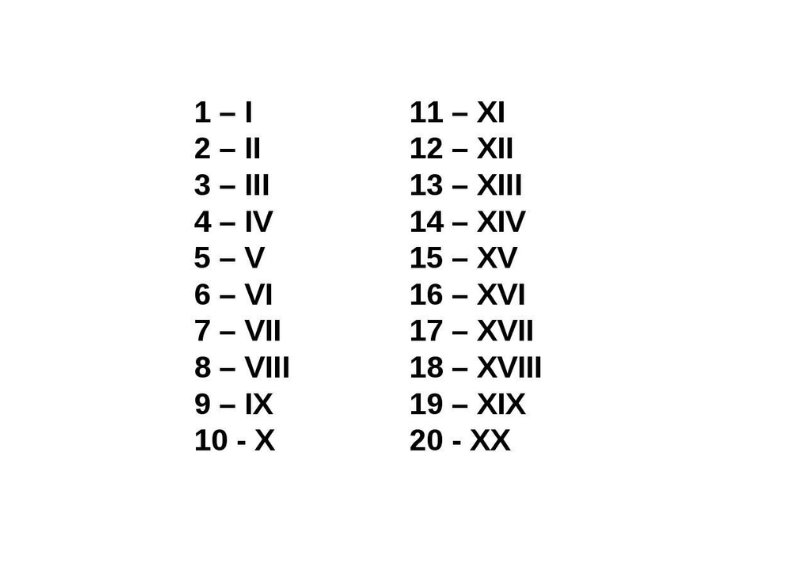 1 – I
2 – II
3 – III
4 – IV
5 – V
6 – VI
7 – VII
8 – VIII
9 – IX
10 - X
11 – XI
12 – XII
13 – XIII
14 – XIV
15 – XV
16 – XVI
17 – XVII
18 – XVIII
19 – XIX
20 - XX